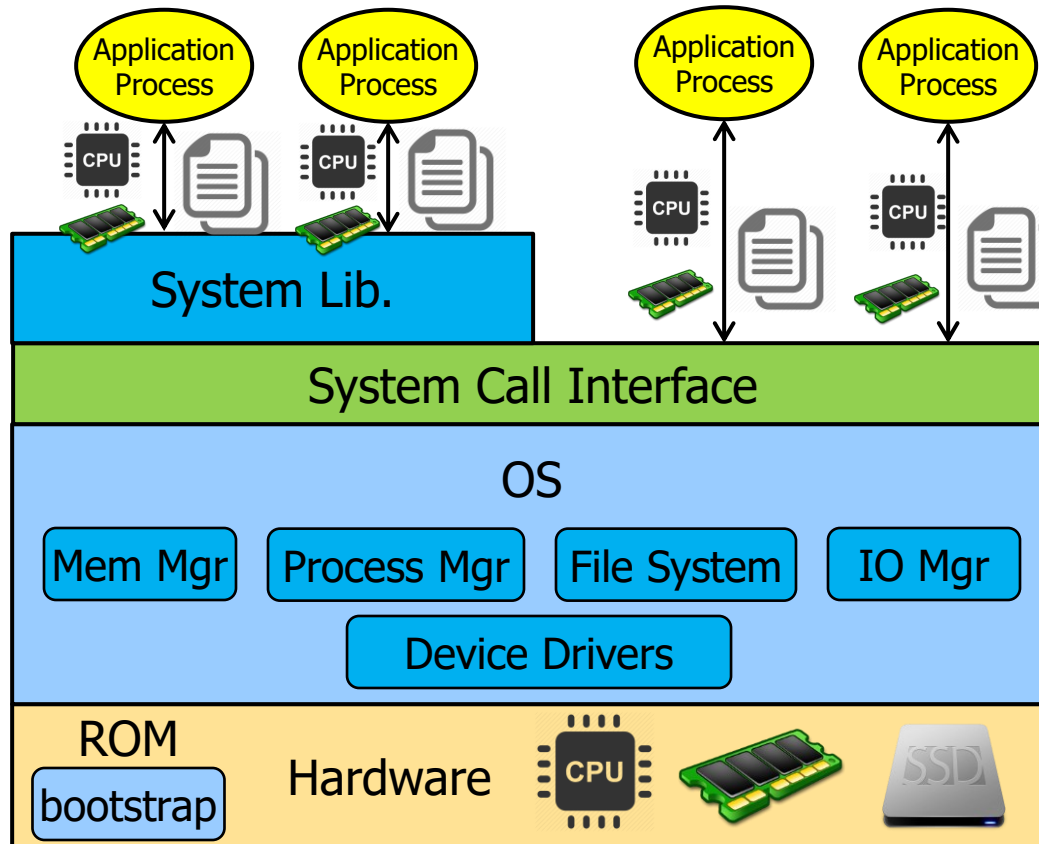 Application
Process
Application
Process
Application
Process
Application
Process
CPU
CPU
CPU
CPU
System Lib.
System Call Interface
OS
Mem Mgr
Process Mgr
File System
IO Mgr
Device Drivers
ROM
bootstrap
Hardware
CPU
SSD